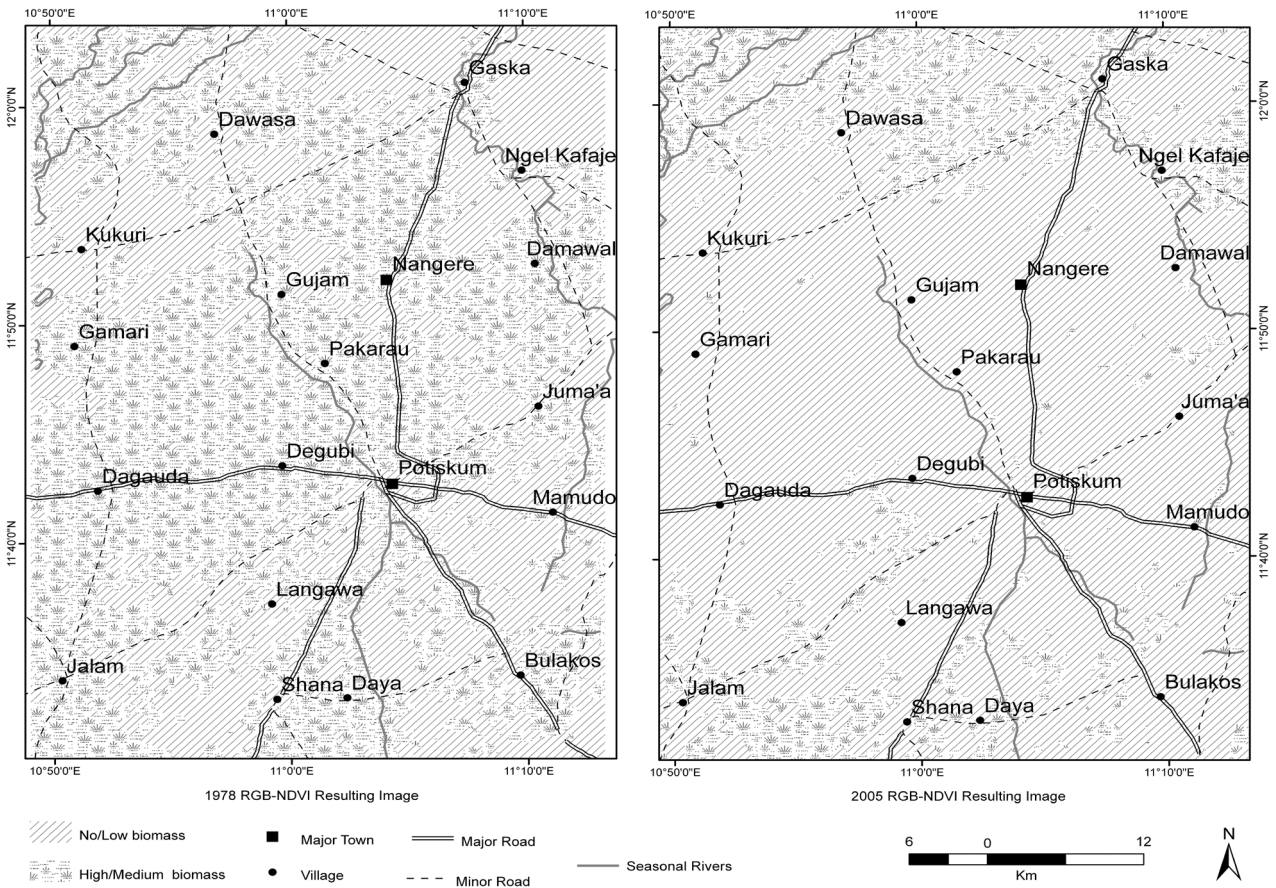 10°50'0"E 11°0'0"E 11°10'0"E
10°50'0"E 11°0'0"E 11°10'0"E
12°0'0"N
11°50'0"N
11°40'0"N
Gaska
Dawasa
Ngel Kafaje
Kukuri
Damawal
Nangere
Gujam
Gamari
Pakarau
Juma'a
Degubi
Potiskum
Dagauda
Mamudo
Langawa
Jalam
Bulakos
Shana
Daya
10°50'0"E 11°0'0"E 11°10'0"E
1978 RGB-NDVI Resulting Image
Gaska
Dawasa
Ngel Kafaje
Kukuri
Damawal
Nangere
Gujam
Gamari
Pakarau
Juma'a
Degubi
Potiskum
Dagauda
Mamudo
Langawa
Jalam
Bulakos
Shana
Daya
12°0'0"N
11°50'0"N
11°40'0"N
10°50'0"E 11°0'0"E 11°10'0"E
2005 RGB-NDVI Resulting Image
No/Low biomass
High/Medium biomass
Major Town
Village
Major Road
Minor Road
Seasonal Rivers
6 0 12
Km
N